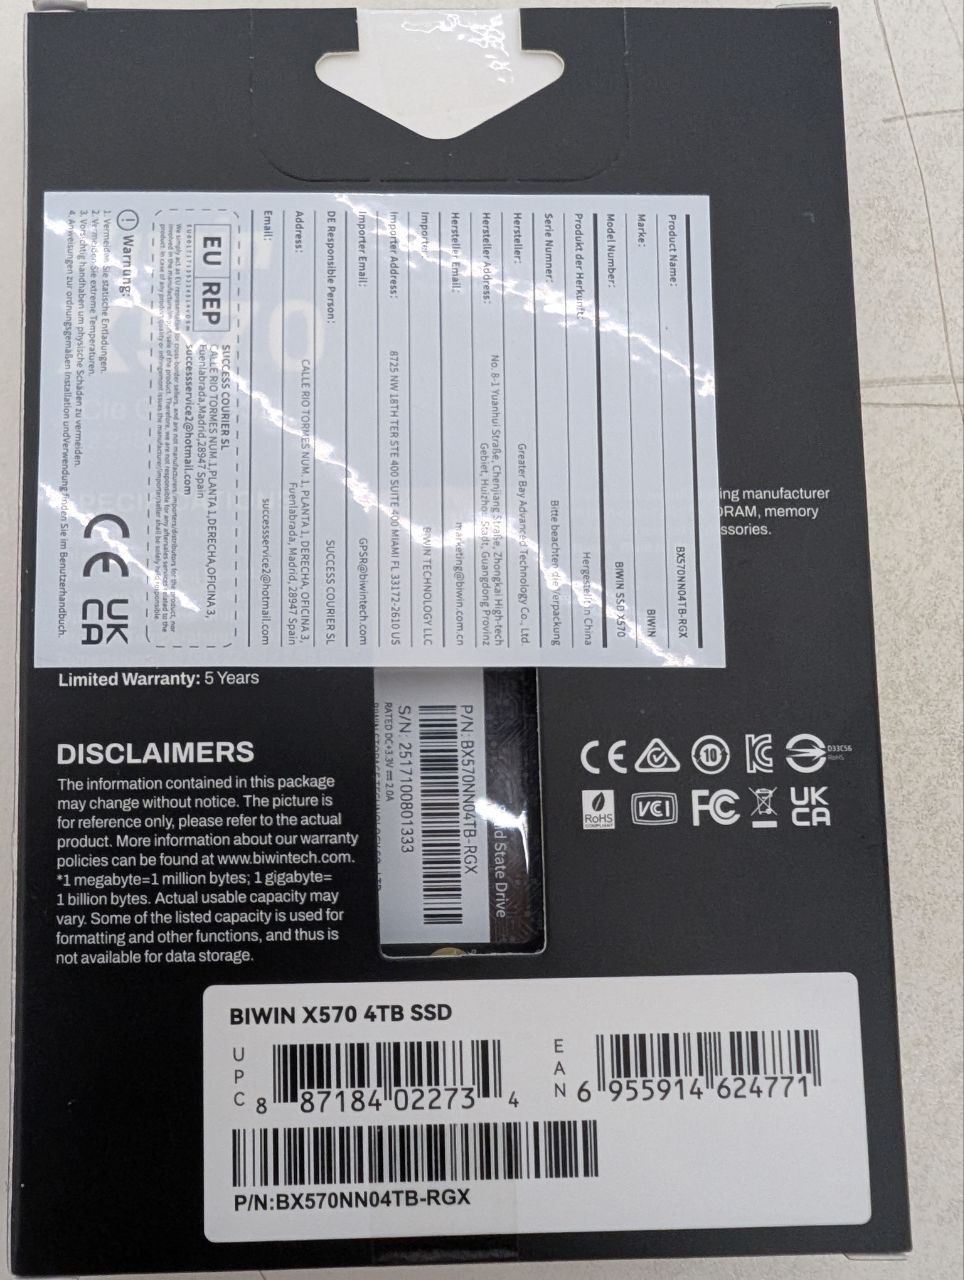 Product Name: BX570NN04TB-RGX
Marke: BIWIN
Model Number: BIWIN SSD X570
Produkt der Herkunft: Hergestellt in China
Serie Numner: Bitte beachten die Verpackung
Hersteller: Greater Bay Advanced Technology Co., Ltd.
Hersteller Address: No. 8-1 Yuanhui Straße, Chenjiang Straße, Zhongkai High-tech
Gebiet, Huizhou Stadt, Guangdong Provinz
Hersteller Email: marketing@biwin.com.cn
Importer: BIWIN TECHNOLOGY LLC
Importer Address: 8725 NW 18TH TER STE 400 SUITE 400 MIAMI FL 33172-2610 US
Importer Email: GPSR@biwintech.com
DE Responsible Person: SUCCESS COURIER SL
Address: CALLE RIO TORMES NUM. 1, PLANTA 1, DERECHA, OFICINA 3,
Fuenlabrada, Madrid, 28947 Spain
Email: successservice2@hotmail.com
EU REP
SUCCESS COURIER SL
CALLE RIO TORMES NUM.1,PLANTA 1,DERECHA,OFICINA 3,
Fuenlabrada,Madrid,28947 Spain
successservice2@hotmail.com
Warnung:
1. Vermeiden Sie statische Entladungen.
2. Vermeiden Sie extreme Temperaturen.
3. Vorsichtig handhaben um physische Schäden zu vermeiden.
4. Anweisungen zur ordnungsgemäßen Installation undVerwendung finden Sie im Benutzerhandbuch.
CE
UK
CA
ing manufacturer
DRAM, memory
ssories.
Limited Warranty: 5 Years
DISCLAIMERS
The information contained in this package
may change without notice. The picture is
for reference only, please refer to the actual
product. More information about our warranty
policies can be found at www.biwintech.com.
*1 megabyte=1 million bytes; 1 gigabyte=
1 billion bytes. Actual usable capacity may
vary. Some of the listed capacity is used for
formatting and other functions, and thus is
not available for data storage.
d State Drive
P/N: BX570NN04TB-RGX
S/N: 2517100801333
RATED DC+3.3V 2.0A
CE 10 KC D33C56
RoHS
RoHS COMPLIANT VCI FC UK
CA
BIWIN X570 4TB SSD
UPC 8 87184 02273 4
EAN 6 955914 624771
P/N:BX570NN04TB-RGX